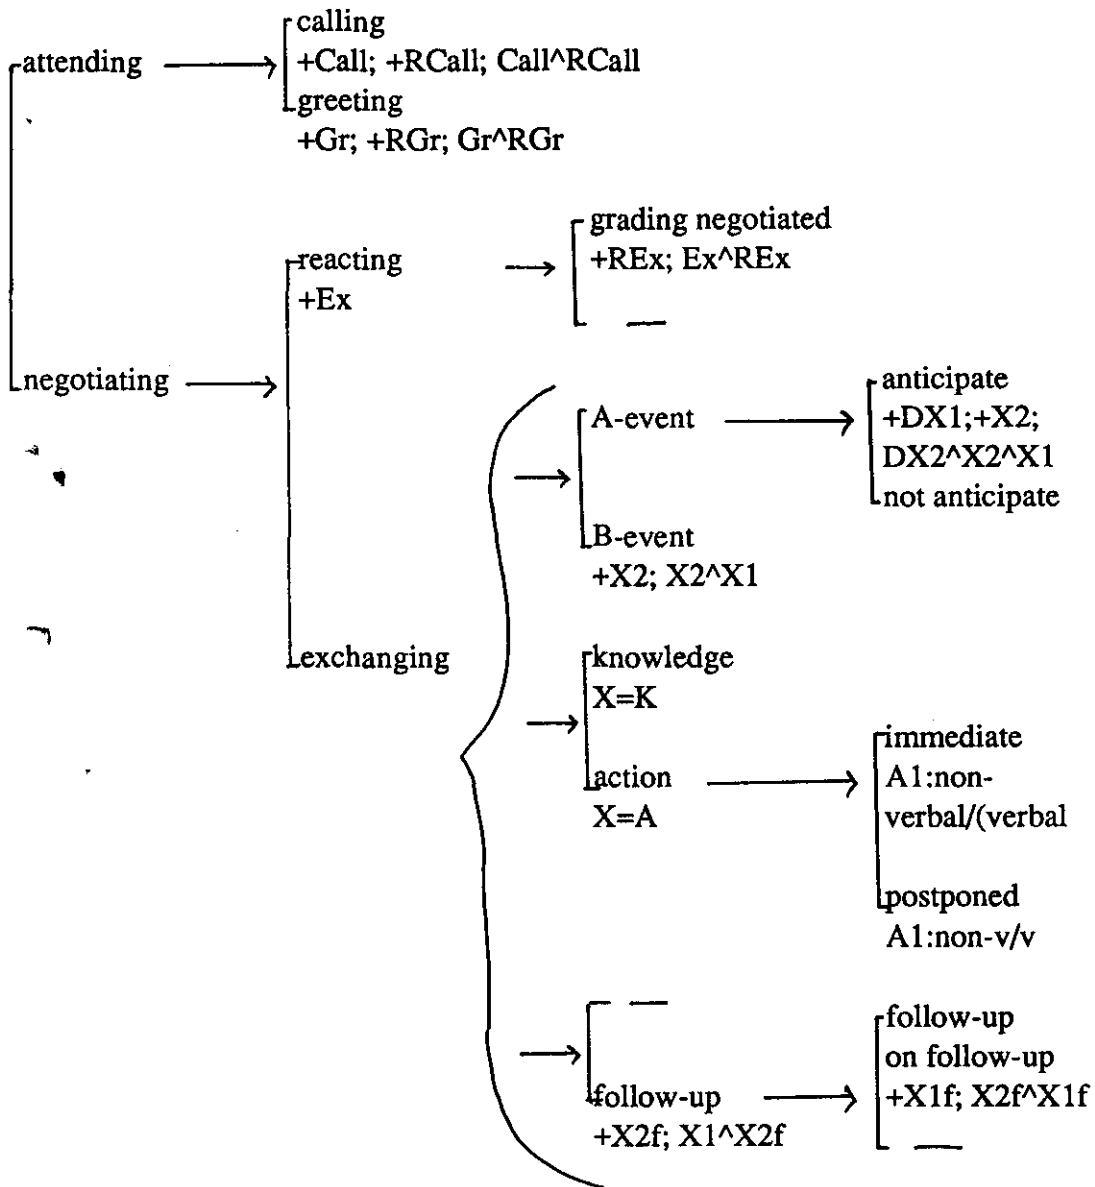 calling
attending
+Call; +RCall; Call^RCall
greeting
+Gr; +RGr; Gr^RGr
grading negotiated
reacting
+REx; Ex^REx
+Ex
negotiating
anticipate
A-event
+DX1;+X2;
DX2^X2^X1
not anticipate
B-event
+X2; X2^X1
exchanging
knowledge
X=K
immediate
action
A1:non-
X=A
verbal/(verbal
postponed
A1:non-v/v
follow-up
on follow-up
follow-up
+X1f; X2f^X1f
+X2f; X1^X2f